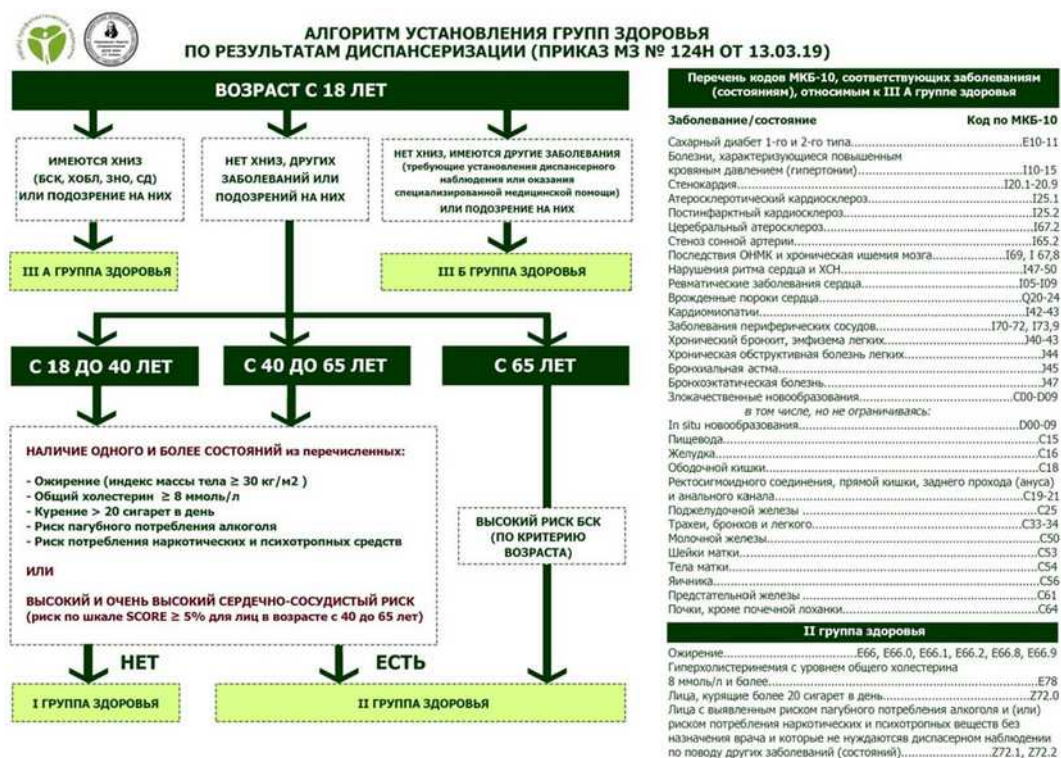 АЛГОРИТМ УСТАНОВЛЕНИЯ ГРУПП ЗДОРОВЬЯ
ПО РЕЗУЛЬТАТАМ ДИСПАНСЕРИЗАЦИИ (ПРИКАЗ МЗ № 124Н ОТ 13.03.19)
ВОЗРАСТ С 18 ЛЕТ
ИМЕЮТСЯ ХНИЗ
(БСК, ХОБЛ, ЗНО, СД)
ИЛИ ПОДОЗРЕНИЕ НА НИХ
НЕТ ХНИЗ, ДРУГИХ
ЗАБОЛЕВАНИЙ ИЛИ
ПОДОЗРЕНИЙ НА НИХ
НЕТ ХНИЗ, ИМЕЮТСЯ ДРУГИЕ ЗАБОЛЕВАНИЯ
(требующие установления диспансерного
наблюдения или оказания
специализированной медицинской помощи)
ИЛИ ПОДОЗРЕНИЕ НА НИХ
III А ГРУППА ЗДОРОВЬЯ
III Б ГРУППА ЗДОРОВЬЯ
С 18 ДО 40 ЛЕТ
С 40 ДО 65 ЛЕТ
С 65 ЛЕТ
НАЛИЧИЕ ОДНОГО И БОЛЕЕ СОСТОЯНИЙ из перечисленных:
- Ожирение (индекс массы тела ≥ 30 кг/м2 )
- Общий холестерин ≥ 8 ммоль/л
- Курение > 20 сигарет в день
- Риск пагубного потребления алкоголя
- Риск потребления наркотических и психотропных средств
ИЛИ
ВЫСОКИЙ И ОЧЕНЬ ВЫСОКИЙ СЕРДЕЧНО-СОСУДИСТЫЙ РИСК
(риск по шкале SCORE ≥ 5% для лиц в возрасте с 40 до 65 лет)
ВЫСОКИЙ РИСК БСК
(ПО КРИТЕРИЮ
ВОЗРАСТА)
НЕТ
ЕСТЬ
I ГРУППА ЗДОРОВЬЯ
II ГРУППА ЗДОРОВЬЯ
Перечень кодов МКБ-10, соответствующих заболеваниям
(состояниям), относимым к III А группе здоровья
Заболевание/состояние Код по МКБ-10
Сахарный диабет 1-го и 2-го типа...E10-11
Болезни, характеризующиеся повышенным
кровяным давлением (гипертонии)...I10-15
Стенокардия...I20.1-20.9
Атеросклеротический кардиосклероз...I25.1
Постинфарктный кардиосклероз...I25.2
Церебральный атеросклероз...I67.2
Стеноз сонной артерии...I65.2
Последствия ОНМК и хроническая ишемия мозга...I69, I 67,8
Нарушения ритма сердца и ХСН...I47-50
Ревматические заболевания сердца...I05-I09
Врожденные пороки сердца...Q20-24
Кардиомиопатии...I42-43
Заболевания периферических сосудов...I70-72, I73,9
Хронический бронхит, эмфизема легких...J40-43
Хроническая обструктивная болезнь легких...J44
Бронхиальная астма...J45
Бронхоэктатическая болезнь...J47
Злокачественные новообразования...C00-D09
в том числе, но не ограничиваясь:
In situ новообразования...D00-09
Пищевода...C15
Желудка...C16
Ободочной кишки...C18
Ректосигмоидного соединения, прямой кишки, заднего прохода (ануса)
и анального канала...C19-21
Поджелудочной железы...C25
Трахеи, бронхов и легкого...C33-34
Молочной железы...C50
Шейки матки...C53
Тела матки...C54
Яичника...C56
Предстательной железы...C61
Почки, кроме почечной лоханки...C64
II группа здоровья
Ожирение...E66, E66.0, E66.1, E66.2, E66.8, E66.9
Гиперхолистеринемия с уровнем общего холестерина
8 ммоль/л и более...E78
Лица, курящие более 20 сигарет в день...Z72.0
Лица с выявленным риском пагубного потребления алкоголя и (или)
риском потребления наркотических и психотропных веществ без
назначения врача и которые не нуждаются диспасерном наблюдении
по поводу других заболеваний (состояний)...Z72.1, Z72.2